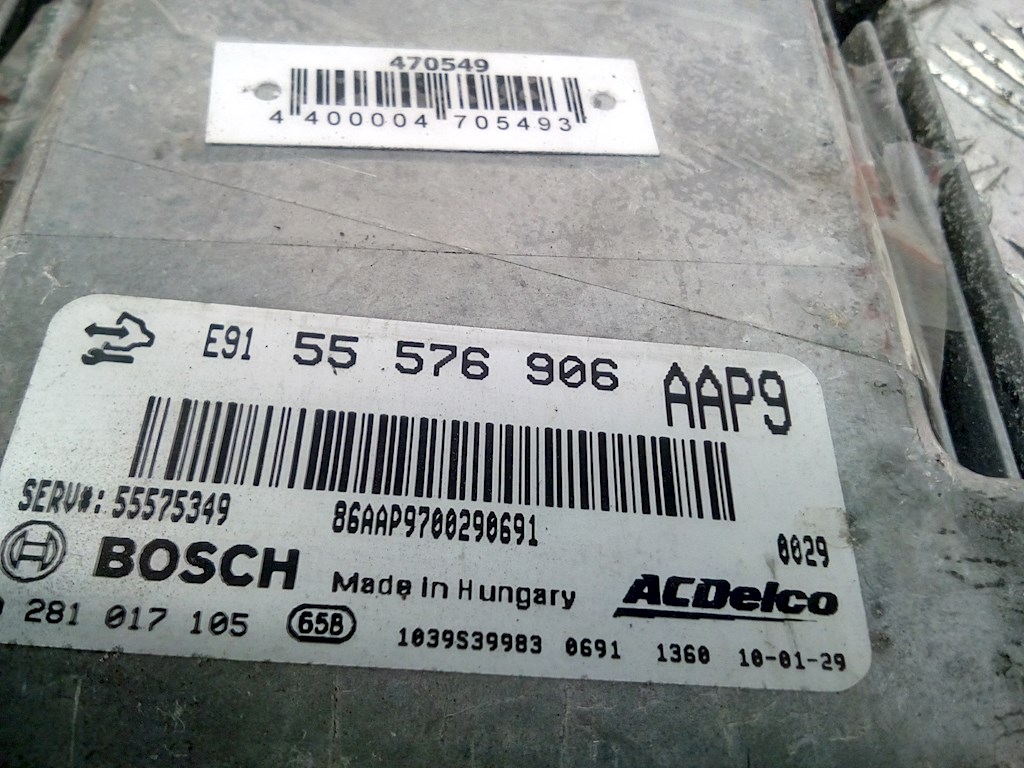 470549
4 400004 705493
E91 55 576 906 AAP9
SERV#: 55575349
86AAP9700290691
0029
BOSCH Made in Hungary ACDelco
281 017 105 65B 1039S39983 0691 1360 10-01-29